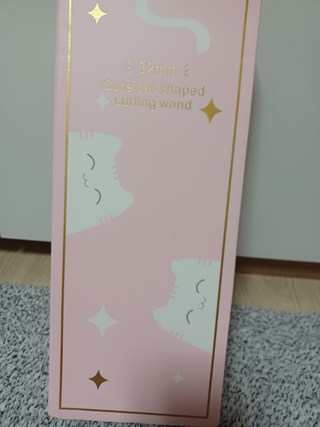 32mm
Cute cat-shaped
curling wand